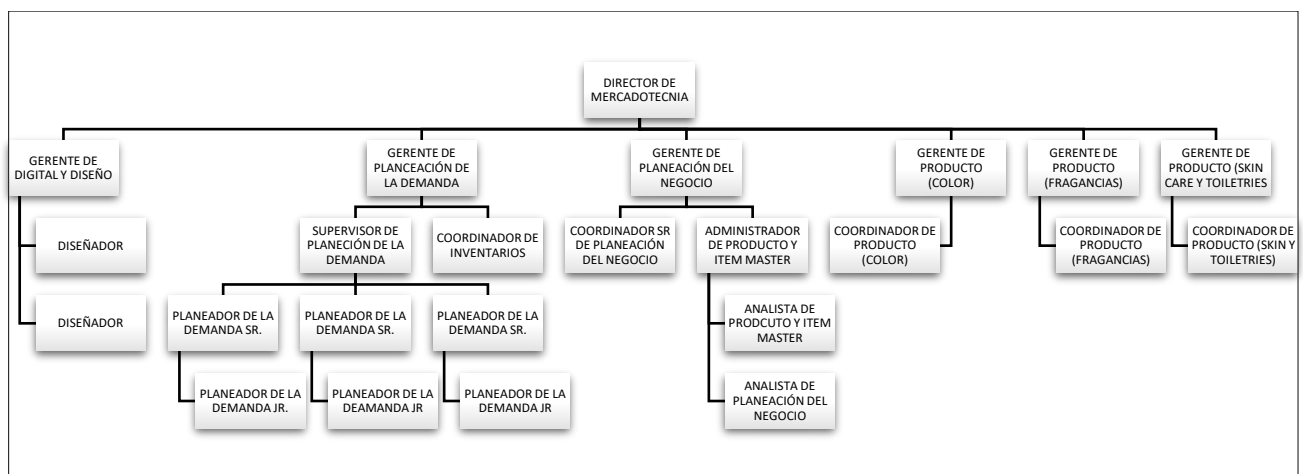 DIRECTOR DE
MERCADOTECNIA
GERENTE DE
DIGITAL Y DISEÑO
GERENTE DE
PLANCEACIÓN DE
LA DEMANDA
GERENTE DE
PLANEACIÓN DEL
NEGOCIO
GERENTE DE
PRODUCTO
(COLOR)
GERENTE DE
PRODUCTO
(FRAGANCIAS)
GERENTE DE
PRODUCTO (SKIN
CARE Y TOILETRIES
DISEÑADOR
SUPERVISOR DE
PLANECIÓN DE LA
DEMANDA
COORDINADOR DE
INVENTARIOS
COORDINADOR SR
DE PLANEACIÓN
DEL NEGOCIO
ADMINISTRADOR
DE PRODUCTO Y
ITEM MASTER
COORDINADOR DE
PRODUCTO
(COLOR)
COORDINADOR DE
PRODUCTO
(FRAGANCIAS)
COORDINADOR DE
PRODUCTO (SKIN Y
TOILETRIES)
DISEÑADOR
PLANEADOR DE LA
DEMANDA SR.
PLANEADOR DE LA
DEMANDA SR.
PLANEADOR DE LA
DEMANDA SR.
ANALISTA DE
PRODCUTO Y ITEM
MASTER
PLANEADOR DE LA
DEMANDA JR.
PLANEADOR DE LA
DEAMANDA JR
PLANEADOR DE LA
DEMANDA JR
ANALISTA DE
PLANEACIÓN DEL
NEGOCIO